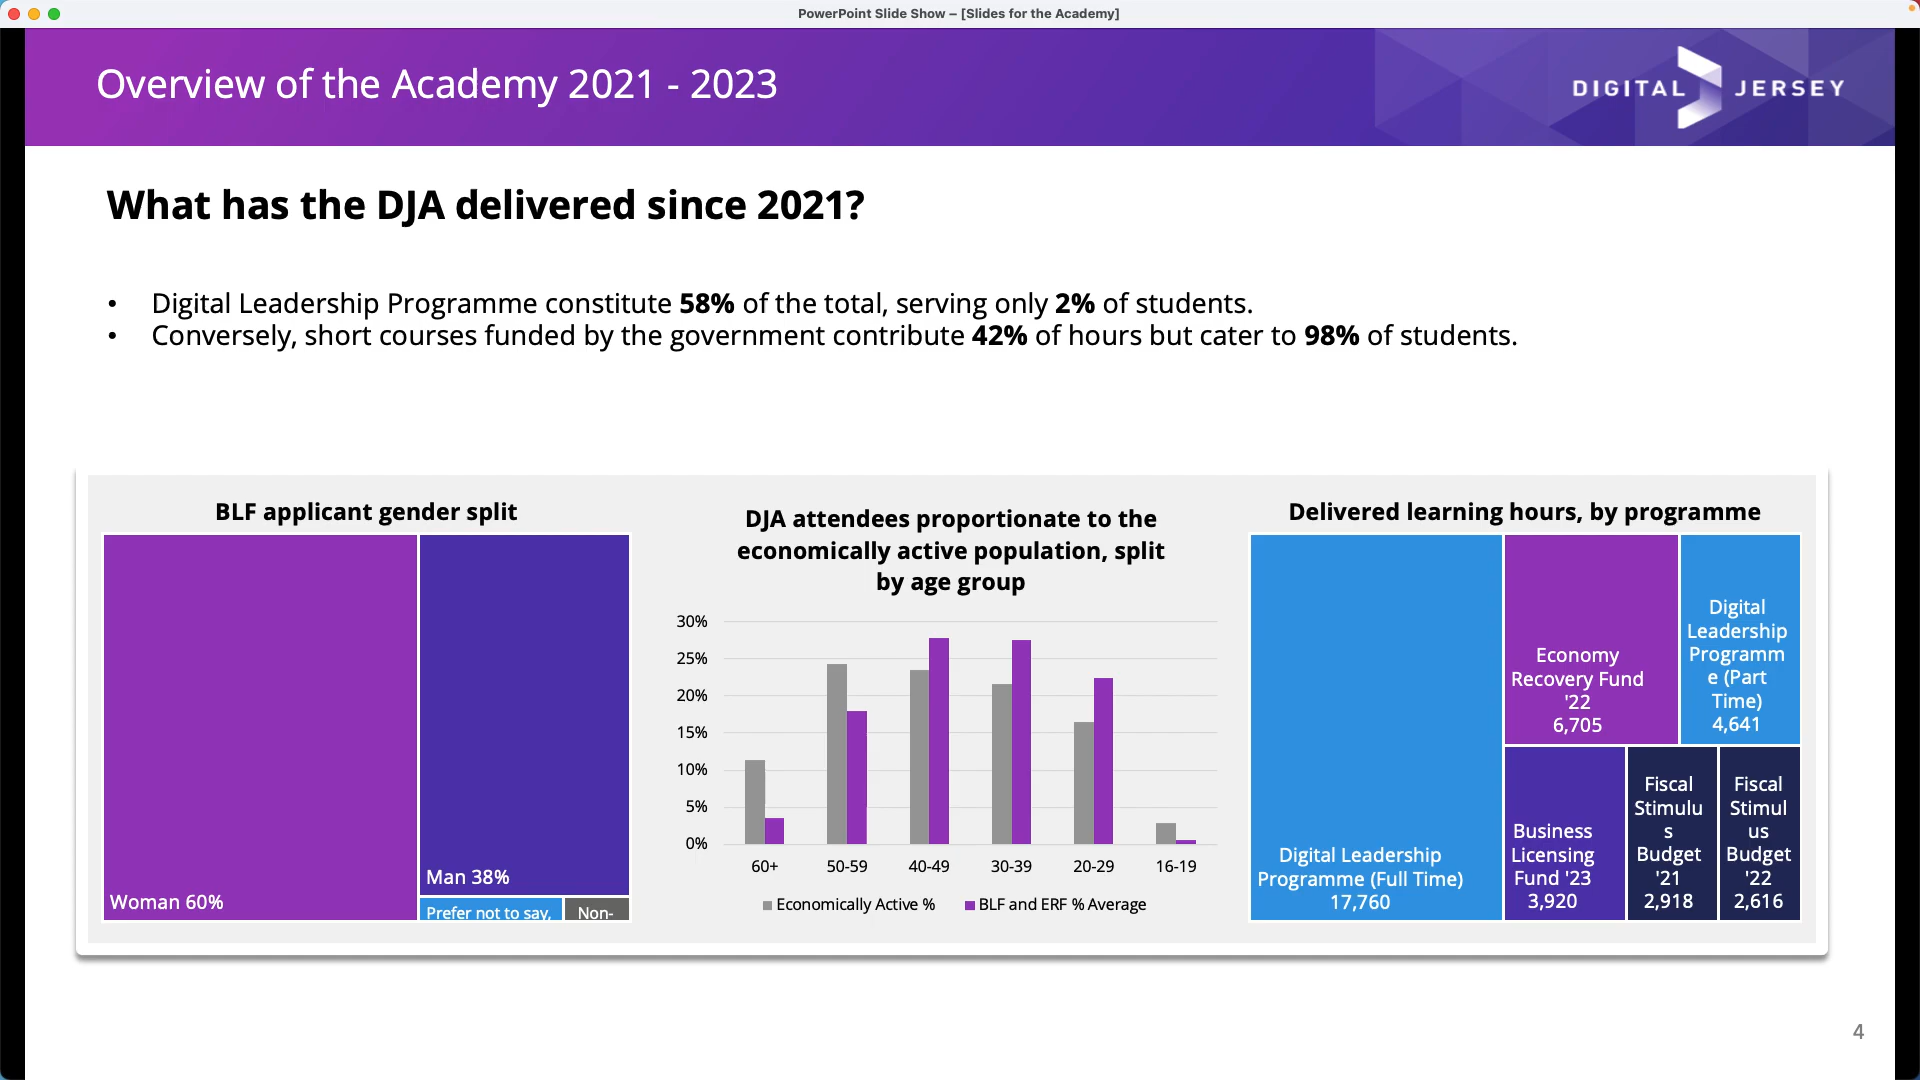 PowerPoint Slide Show – [Slides for the Academy]
Overview of the Academy 2021 - 2023
DIGITAL JERSEY
What has the DJA delivered since 2021?
• Digital Leadership Programme constitute 58% of the total, serving only 2% of students.
• Conversely, short courses funded by the government contribute 42% of hours but cater to 98% of students.
BLF applicant gender split
Woman 60%
Man 38%
Prefer not to say,
Non-
DJA attendees proportionate to the
economically active population, split
by age group
30%
25%
20%
15%
10%
5%
0%
60+ 50-59 40-49 30-39 20-29 16-19
Economically Active % BLF and ERF % Average
Delivered learning hours, by programme
Digital Leadership
Programme (Full Time)
17,760
Economy
Recovery Fund
'22
6,705
Digital
Leadership
Programm
e (Part
Time)
4,641
Business
Licensing
Fund '23
3,920
Fiscal
Stimulu
s
Budget
'21
2,918
Fiscal
Stimul
us
Budget
'22
2,616
4